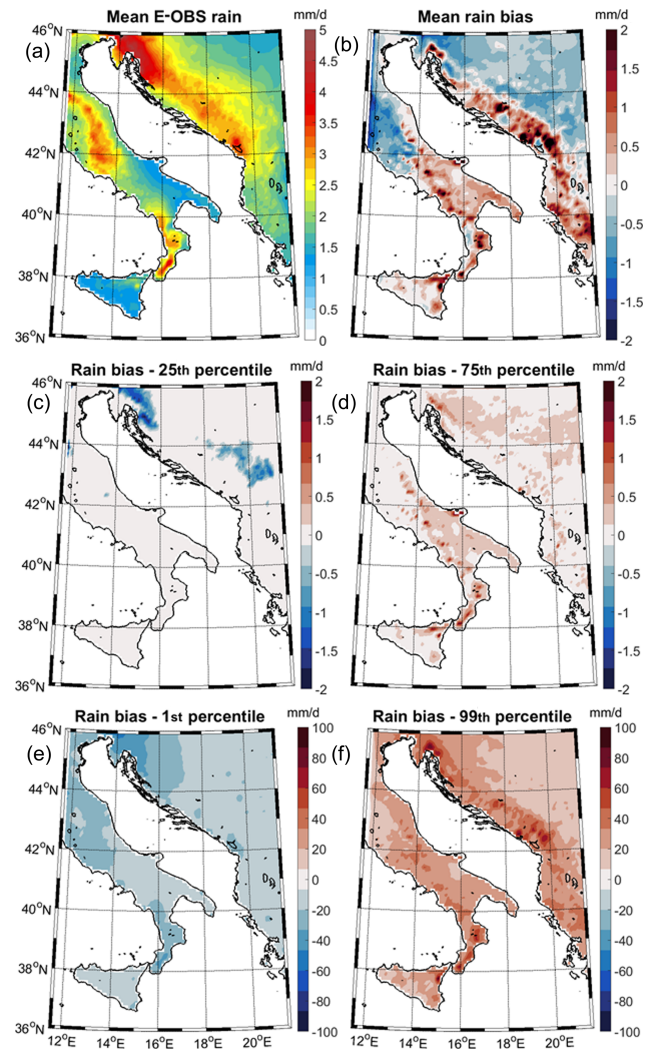 Mean E-OBS rain
mm/d
Mean rain bias
mm/d
(a)
(b)
46°N
44°N
42°N
40°N
38°N
36°N
5
4.5
4
3.5
3
2.5
2
1.5
1
0.5
0
2
1.5
1
0.5
0
-0.5
-1
-1.5
-2
Rain bias - 25th percentile
mm/d
Rain bias - 75th percentile
mm/d
(c)
(d)
46°N
44°N
42°N
40°N
38°N
36°N
2
1.5
1
0.5
0
-0.5
-1
-1.5
-2
2
1.5
1
0.5
0
-0.5
-1
-1.5
-2
Rain bias - 1st percentile
mm/d
Rain bias - 99th percentile
mm/d
(e)
(f)
46°N
44°N
42°N
40°N
38°N
36°N
100
80
60
40
20
0
-20
-40
-60
-80
-100
100
80
60
40
20
0
-20
-40
-60
-80
-100
12°E 14°E 16°E 18°E 20°E
12°E 14°E 16°E 18°E 20°E